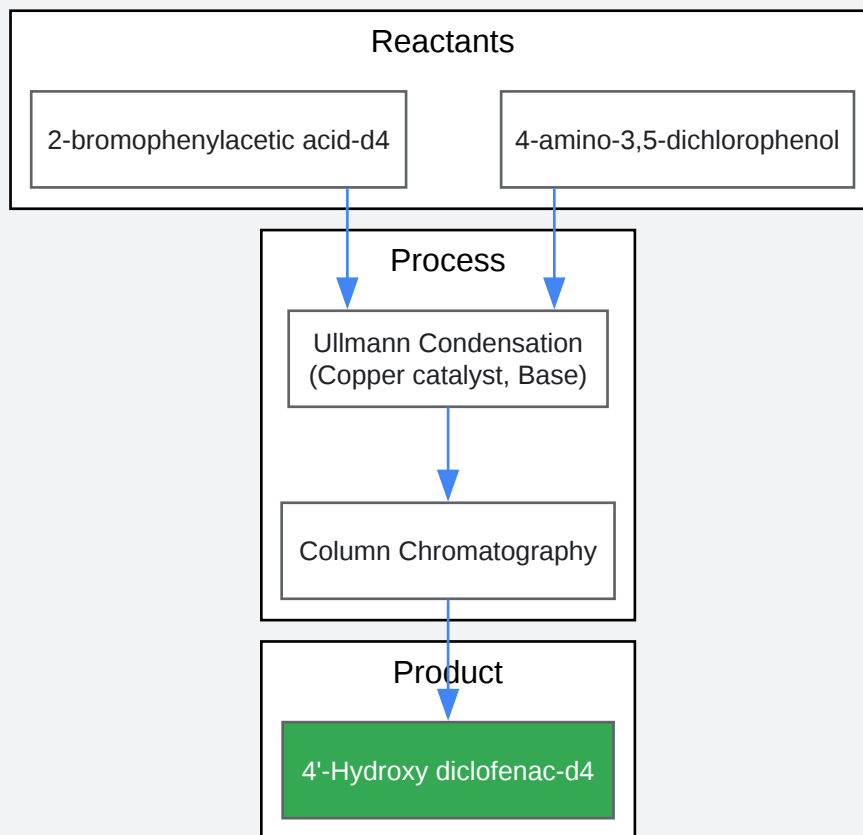 Reactants
2-bromophenylacetic acid-d4
4-amino-3,5-dichlorophenol
Process
Ullmann Condensation
(Copper catalyst, Base)
Column Chromatography
Product
4'-Hydroxy diclofenac-d4